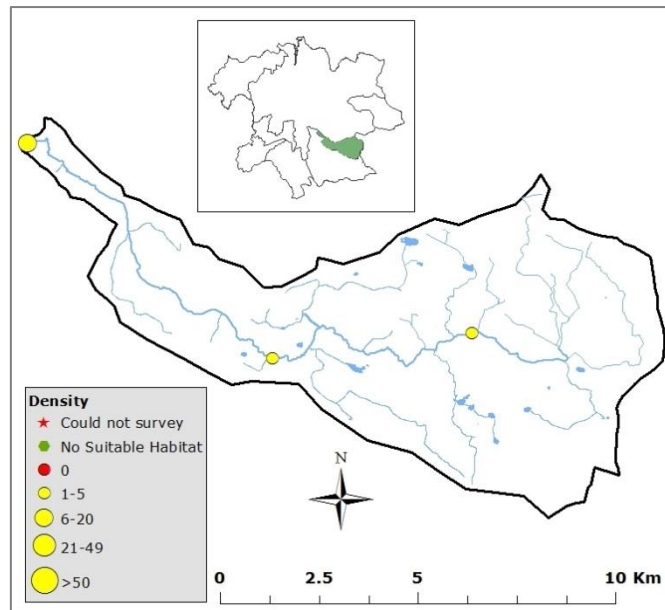 Density
Could not survey
No Suitable Habitat
0
1-5
6-20
21-49
>50
N
0 2.5 5 10 Km